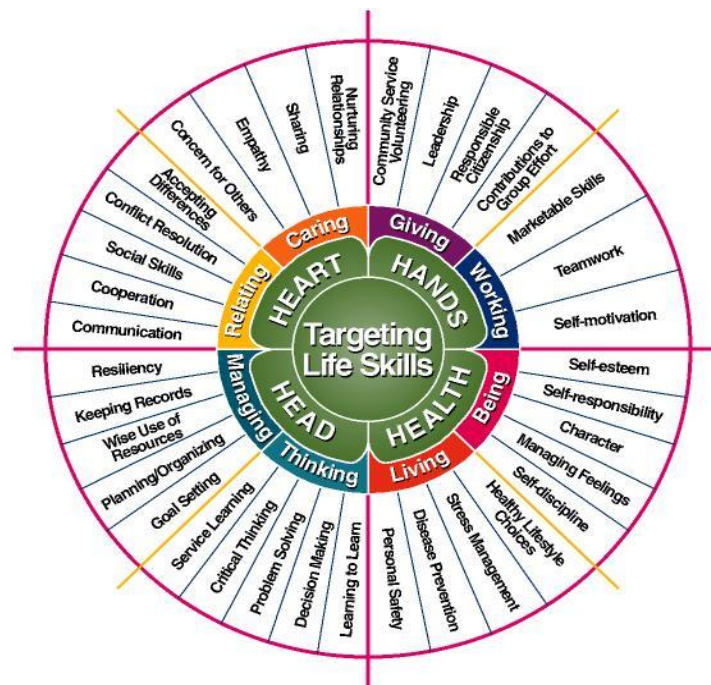 Targeting
Life Skills
HEART
HANDS
HEALTH
HEAD
Caring
Giving
Working
Being
Living
Thinking
Managing
Relating
Nurturing
Relationships
Sharing
Empathy
Concern for Others
Accepting
Differences
Conflict Resolution
Social Skills
Cooperation
Communication
Community Service
Volunteering
Leadership
Responsible
Citizenship
Contributions to
Group Effort
Marketable Skills
Teamwork
Self-motivation
Self-esteem
Self-responsibility
Character
Managing Feelings
Self-discipline
Healthy Lifestyle
Choices
Stress Management
Disease Prevention
Personal Safety
Learning to Learn
Decision Making
Problem Solving
Critical Thinking
Service Learning
Goal Setting
Planning/Organizing
Wise Use of
Resources
Keeping Records
Resiliency